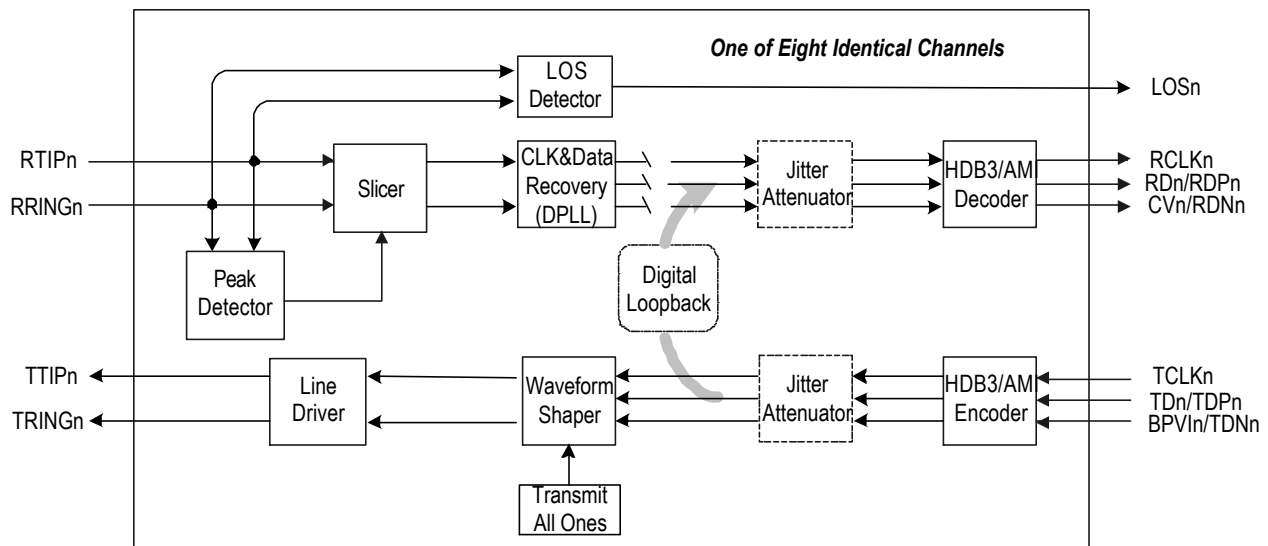 One of Eight Identical Channels
LOS
Detector
LOSn
RTIPn
RRINGn
Slicer
CLK&Data
Recovery
(DPLL)
Jitter
Attenuator
HDB3/AMI
Decoder
RCLKn
RDn/RDPn
CVn/RDNn
Peak
Detector
Digital
Loopback
TTIPn
TRINGn
Line
Driver
Waveform
Shaper
Jitter
Attenuator
HDB3/AMI
Encoder
TCLKn
TDn/TDPn
BPVIn/TDNn
Transmit
All Ones